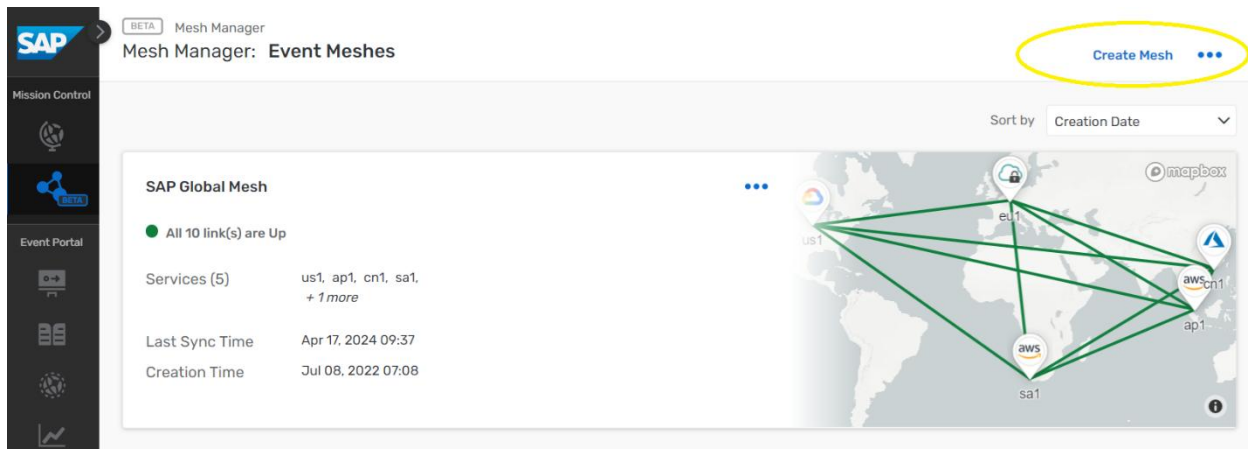 SAP
BETA Mesh Manager
Mesh Manager: Event Meshes
Create Mesh
Mission Control
Sort by Creation Date
BETA
SAP Global Mesh
All 10 link(s) are Up
Services (5) us1, ap1, cn1, sa1,
+ 1 more
Last Sync Time Apr 17, 2024 09:37
Creation Time Jul 08, 2022 07:08
mapbox
us1
eu1
aws
cn1
ap1
aws
sa1
Event Portal